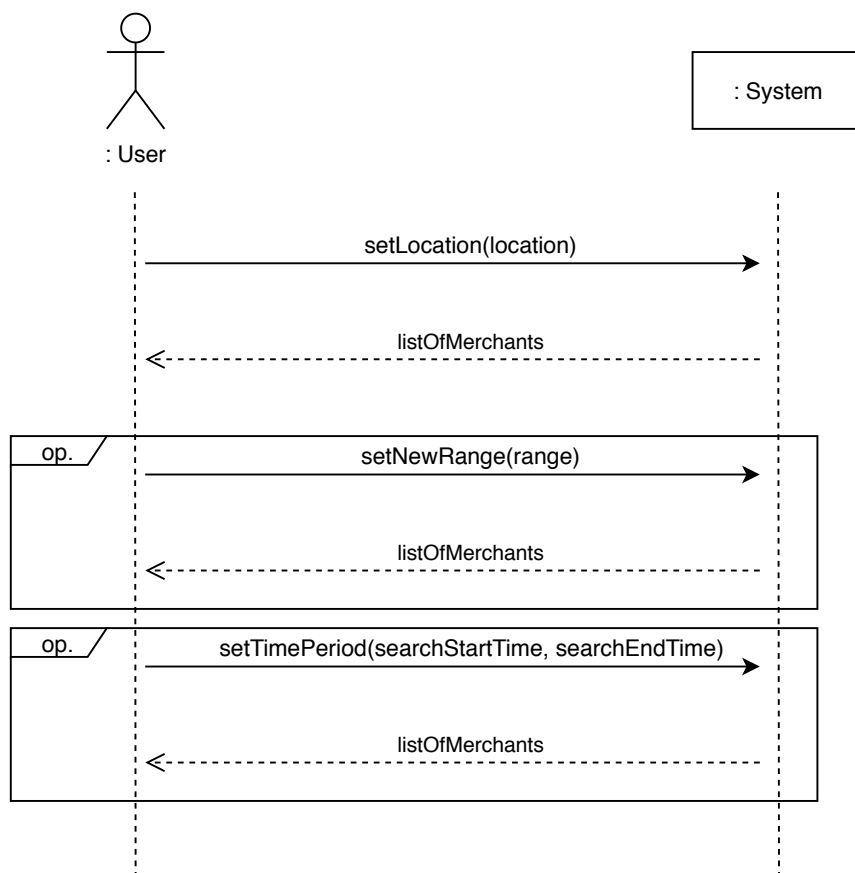 : System
: User
setLocation(location)
listOfMerchants
op.
setNewRange(range)
listOfMerchants
op.
setTimePeriod(searchStartTime, searchEndTime)
listOfMerchants